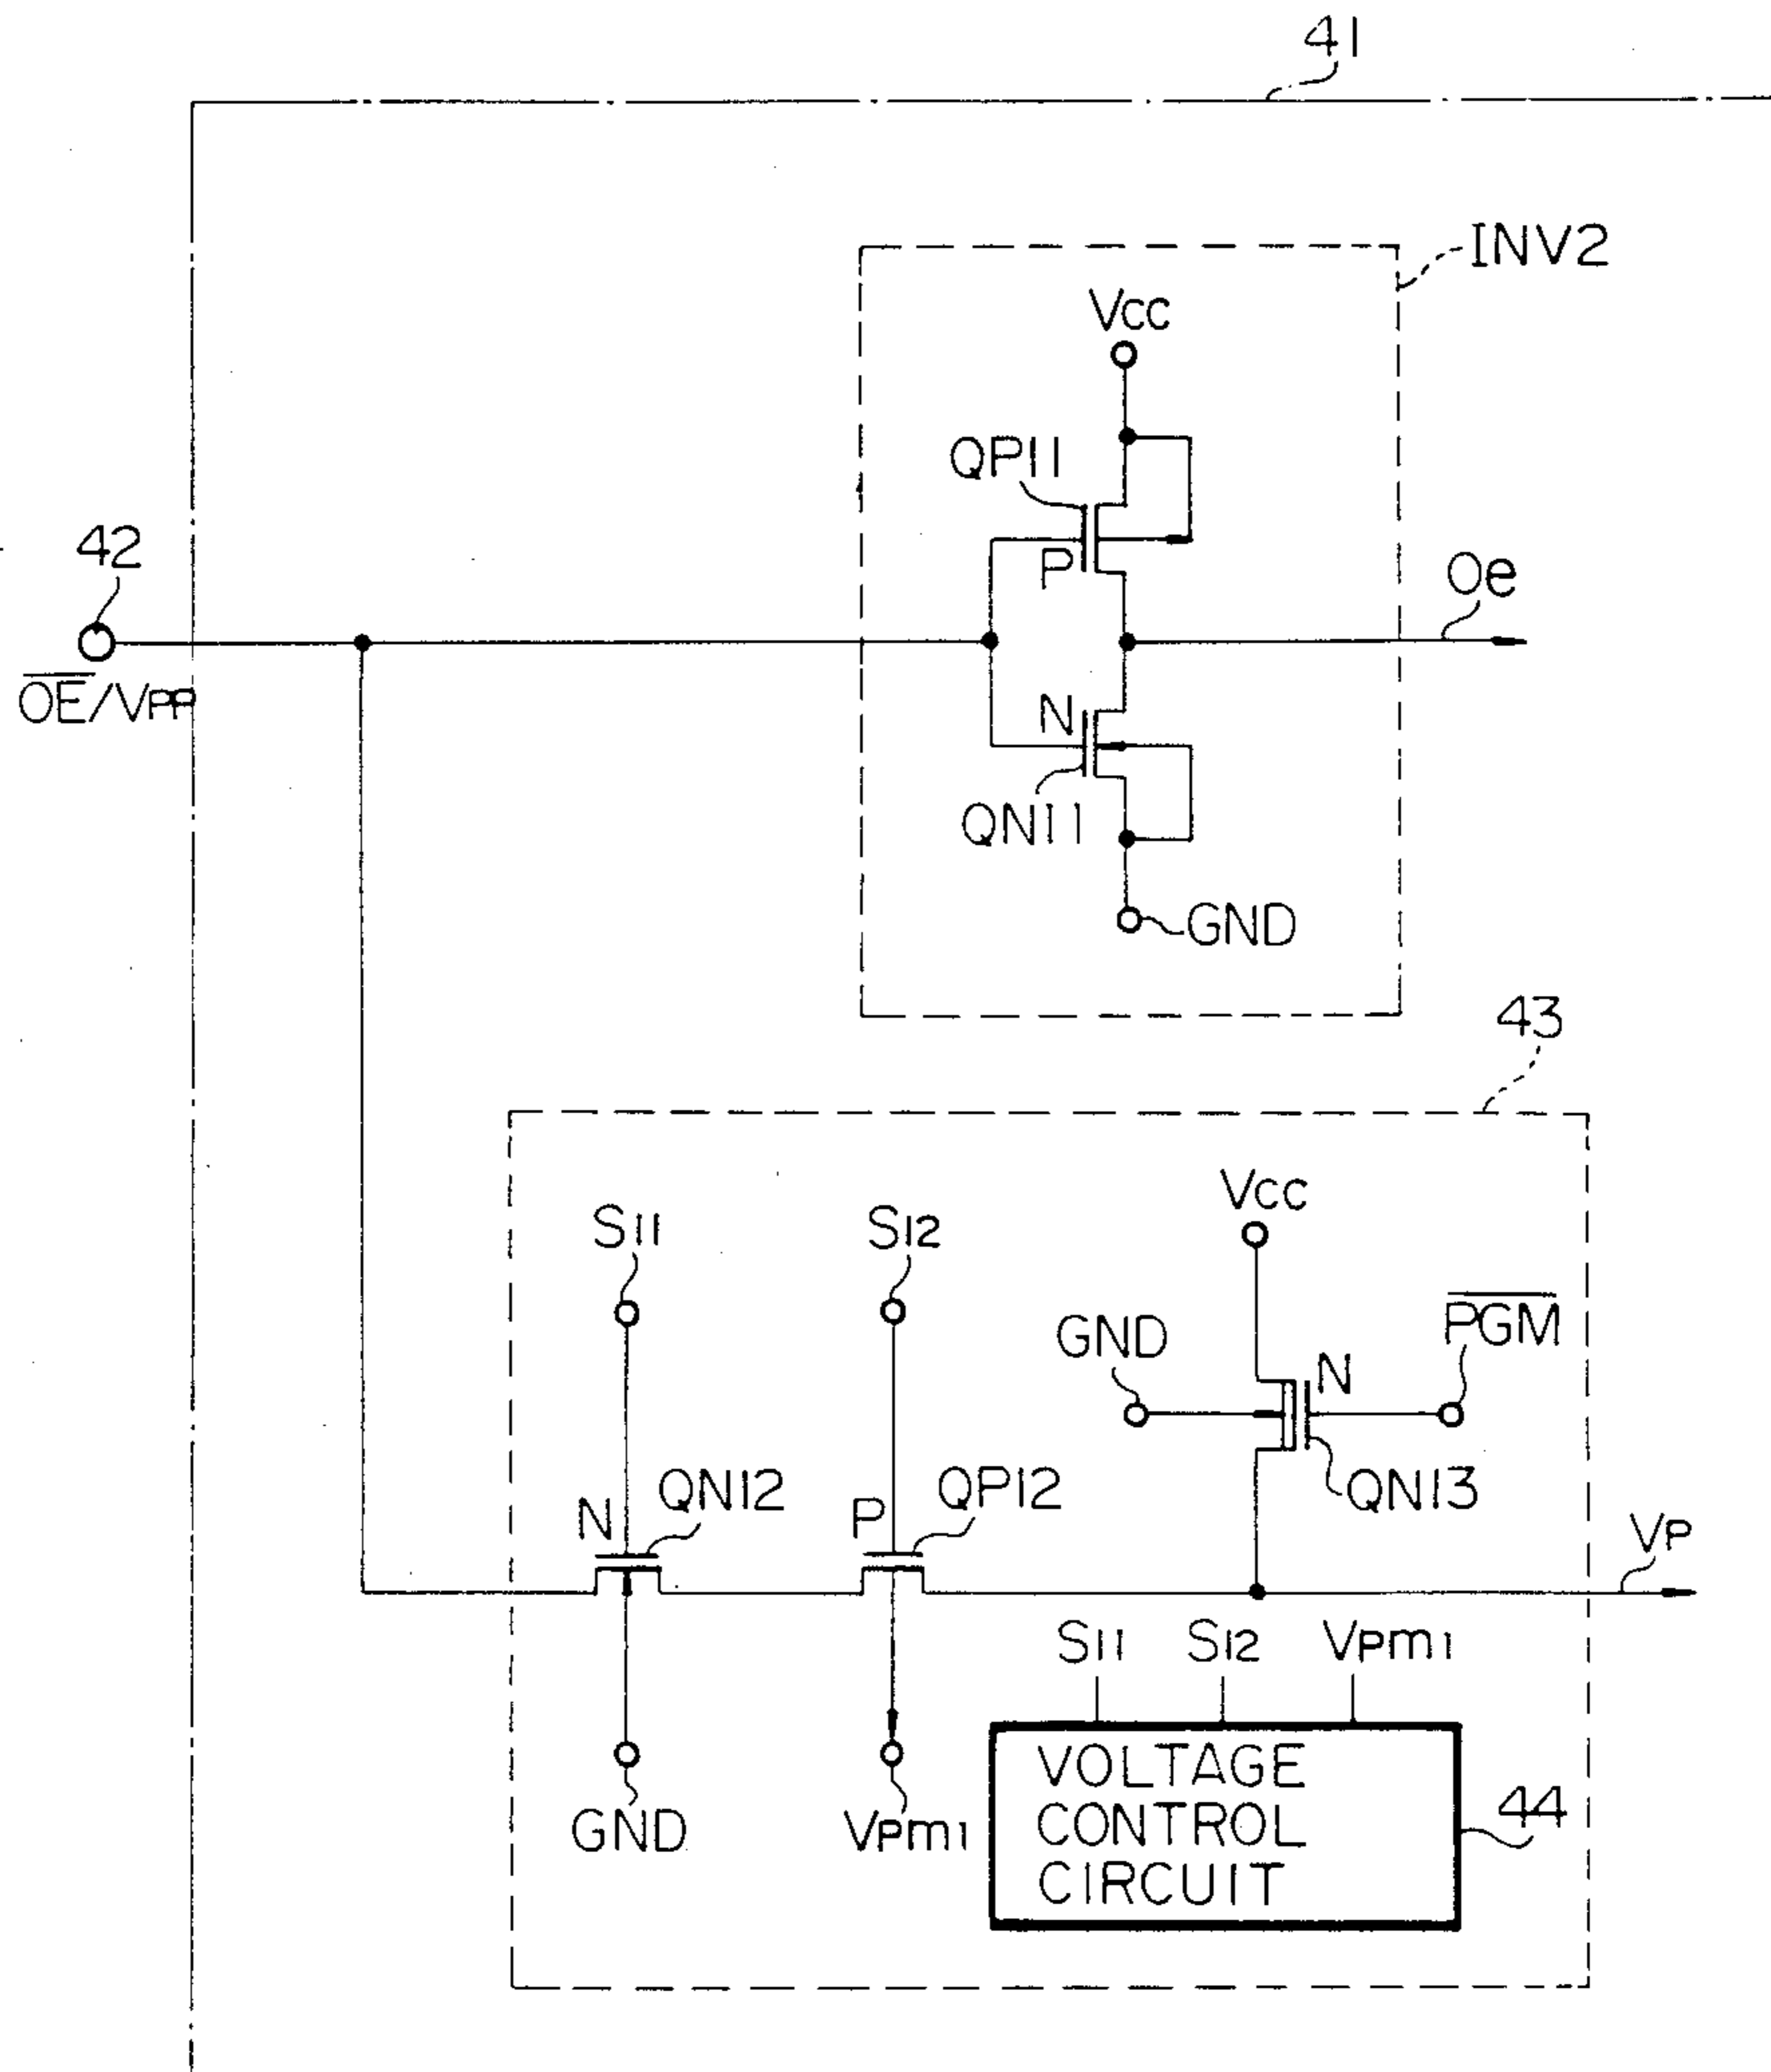 41
INV2
Vcc
QP11
P
42
OE/VPP
Oe
N
QN11
GND
43
Vcc
S11
S12
GND
PGM
N
QN13
N
QN12
P
QP12
VP
S11
S12
VPm1
GND
VPm1
VOLTAGE
CONTROL
CIRCUIT
44